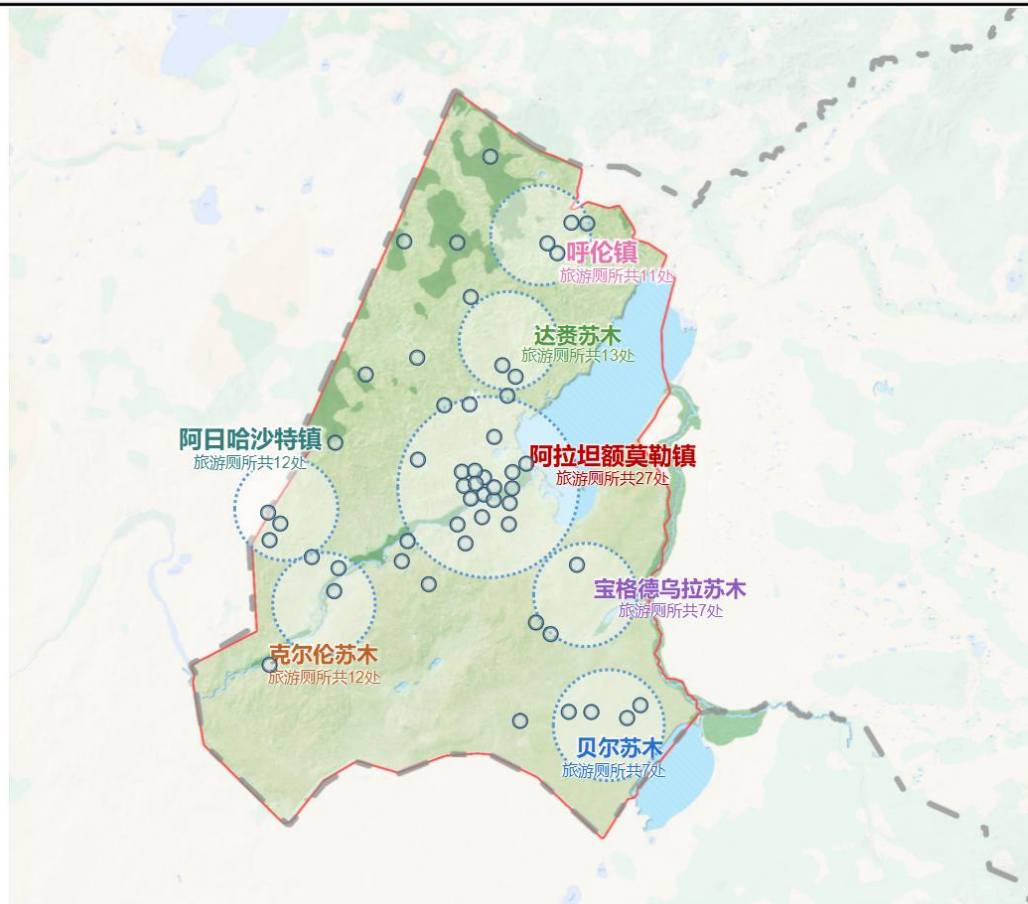 呼伦镇
旅游厕所共11处
达赉苏木
旅游厕所共13处
阿日哈沙特镇
旅游厕所共12处
阿拉坦额莫勒镇
旅游厕所共27处
宝格德乌拉苏木
旅游厕所共7处
克尔伦苏木
旅游厕所共12处
贝尔苏木
旅游厕所共7处